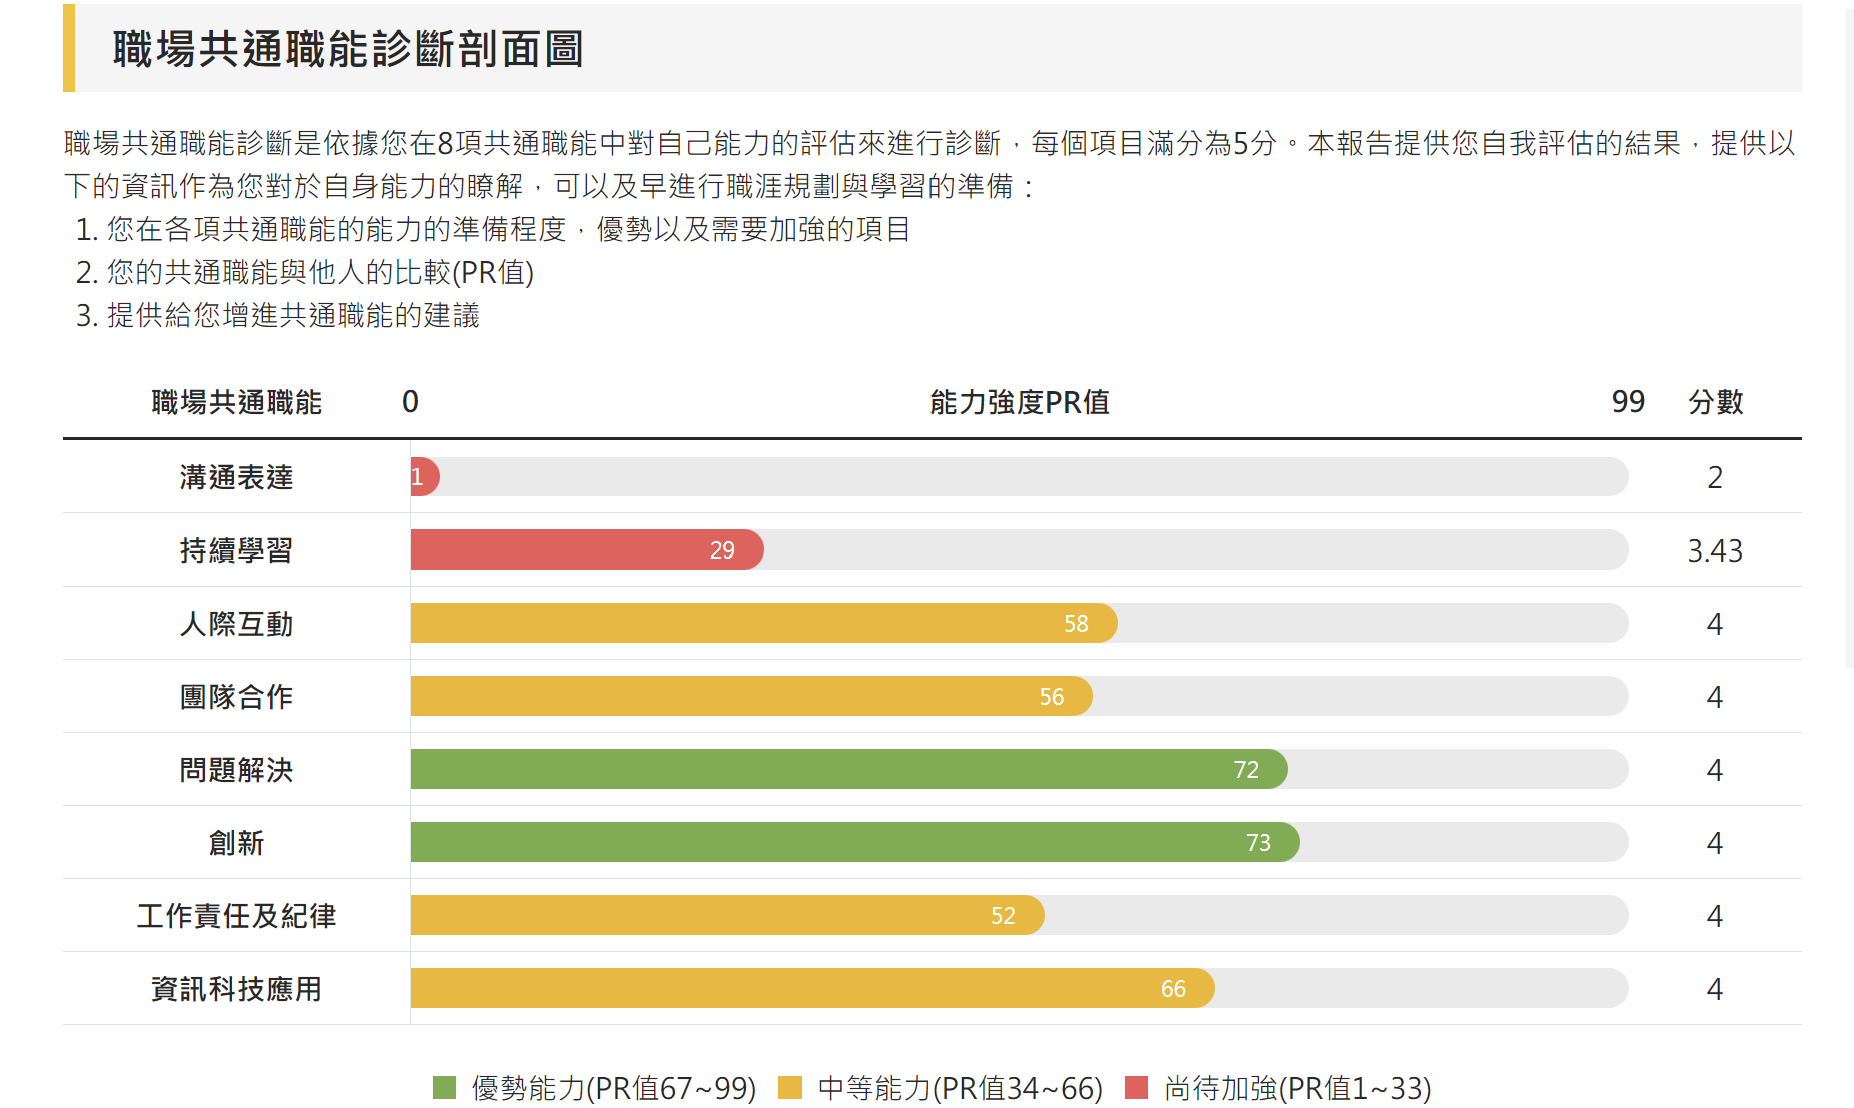 職場共通職能診斷剖面圖
職場共通職能診斷是依據您在8項共通職能中對自己能力的評估來進行診斷，每個項目滿分為5分。本報告提供您自我評估的結果，提供以
下的資訊作為您對於自身能力的瞭解，可以及早進行職涯規劃與學習的準備：
1. 您在各項共通職能的能力的準備程度，優勢以及需要加強的項目
2. 您的共通職能與他人的比較(PR值)
3. 提供給您增進共通職能的建議
職場共通職能 0 能力強度PR值 99 分數
溝通表達 1 2
持續學習 29 3.43
人際互動 58 4
團隊合作 56 4
問題解決 72 4
創新 73 4
工作責任及紀律 52 4
資訊科技應用 66 4
優勢能力(PR值67~99) 中等能力(PR值34~66) 尚待加強(PR值1~33)